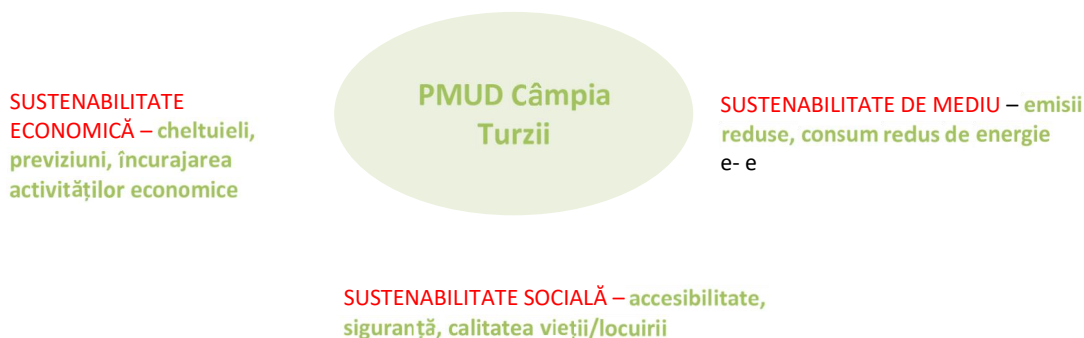 PMUD Câmpia
Turzii
SUSTENABILITATE
ECONOMICĂ – cheltuieli,
previziuni, încurajarea
activităților economice
SUSTENABILITATE DE MEDIU – emisii
reduse, consum redus de energie
e- e
SUSTENABILITATE SOCIALĂ – accesibilitate,
siguranță, calitatea vieții/locuirii